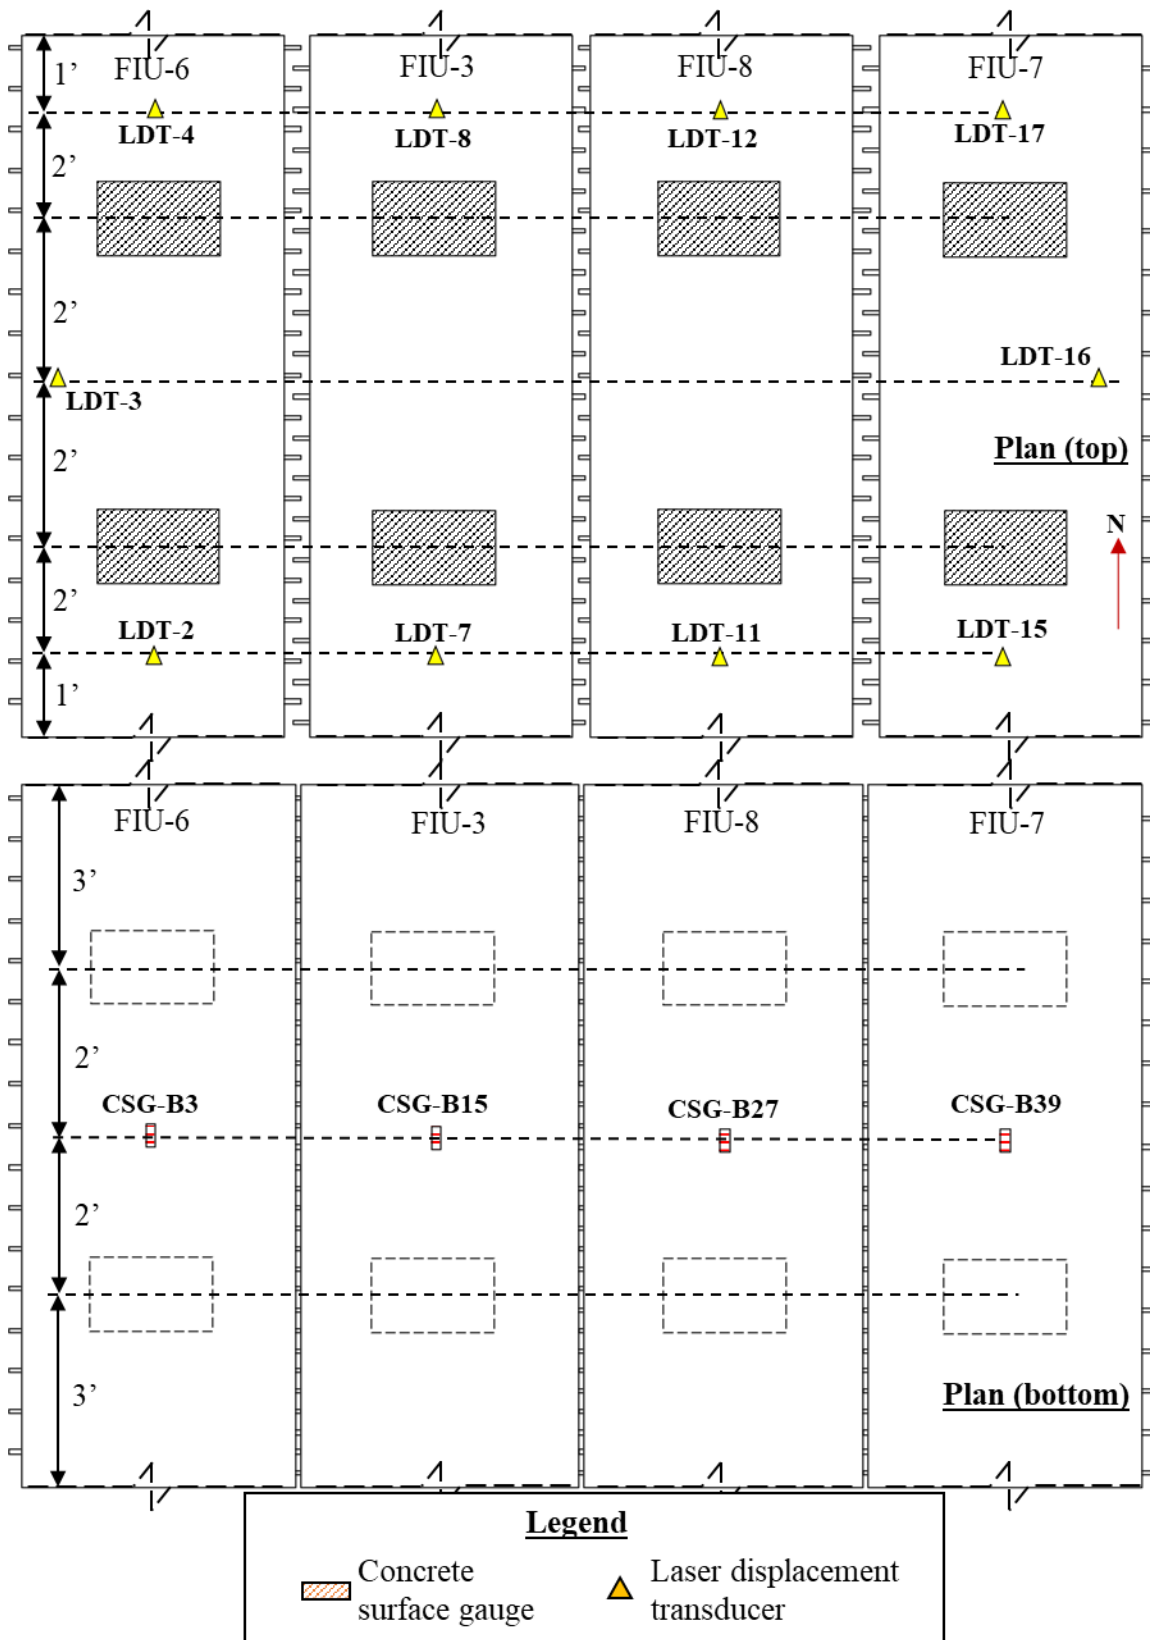 FIU-6 FIU-3 FIU-8 FIU-7
1’
LDT-4 LDT-8 LDT-12 LDT-17
2’
2’
LDT-16
LDT-3
2’
Plan (top)
N
2’
LDT-2 LDT-7 LDT-11 LDT-15
1’
FIU-6 FIU-3 FIU-8 FIU-7
3’
2’
CSG-B3 CSG-B15 CSG-B27 CSG-B39
2’
3’
Plan (bottom)
Legend
Concrete
surface gauge
Laser displacement
transducer